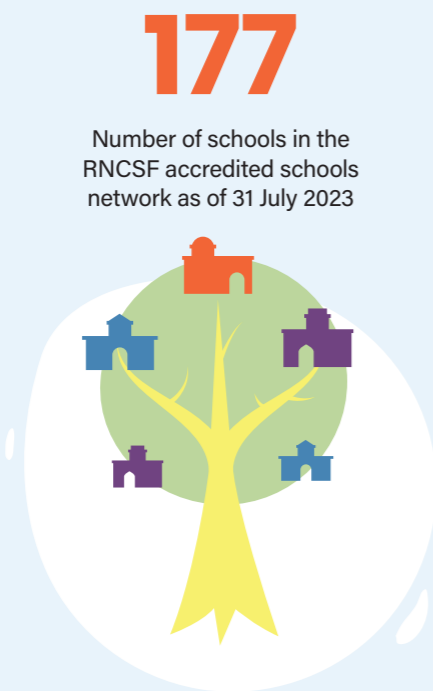 177
Number of schools in the
RNCSF accredited schools
network as of 31 July 2023